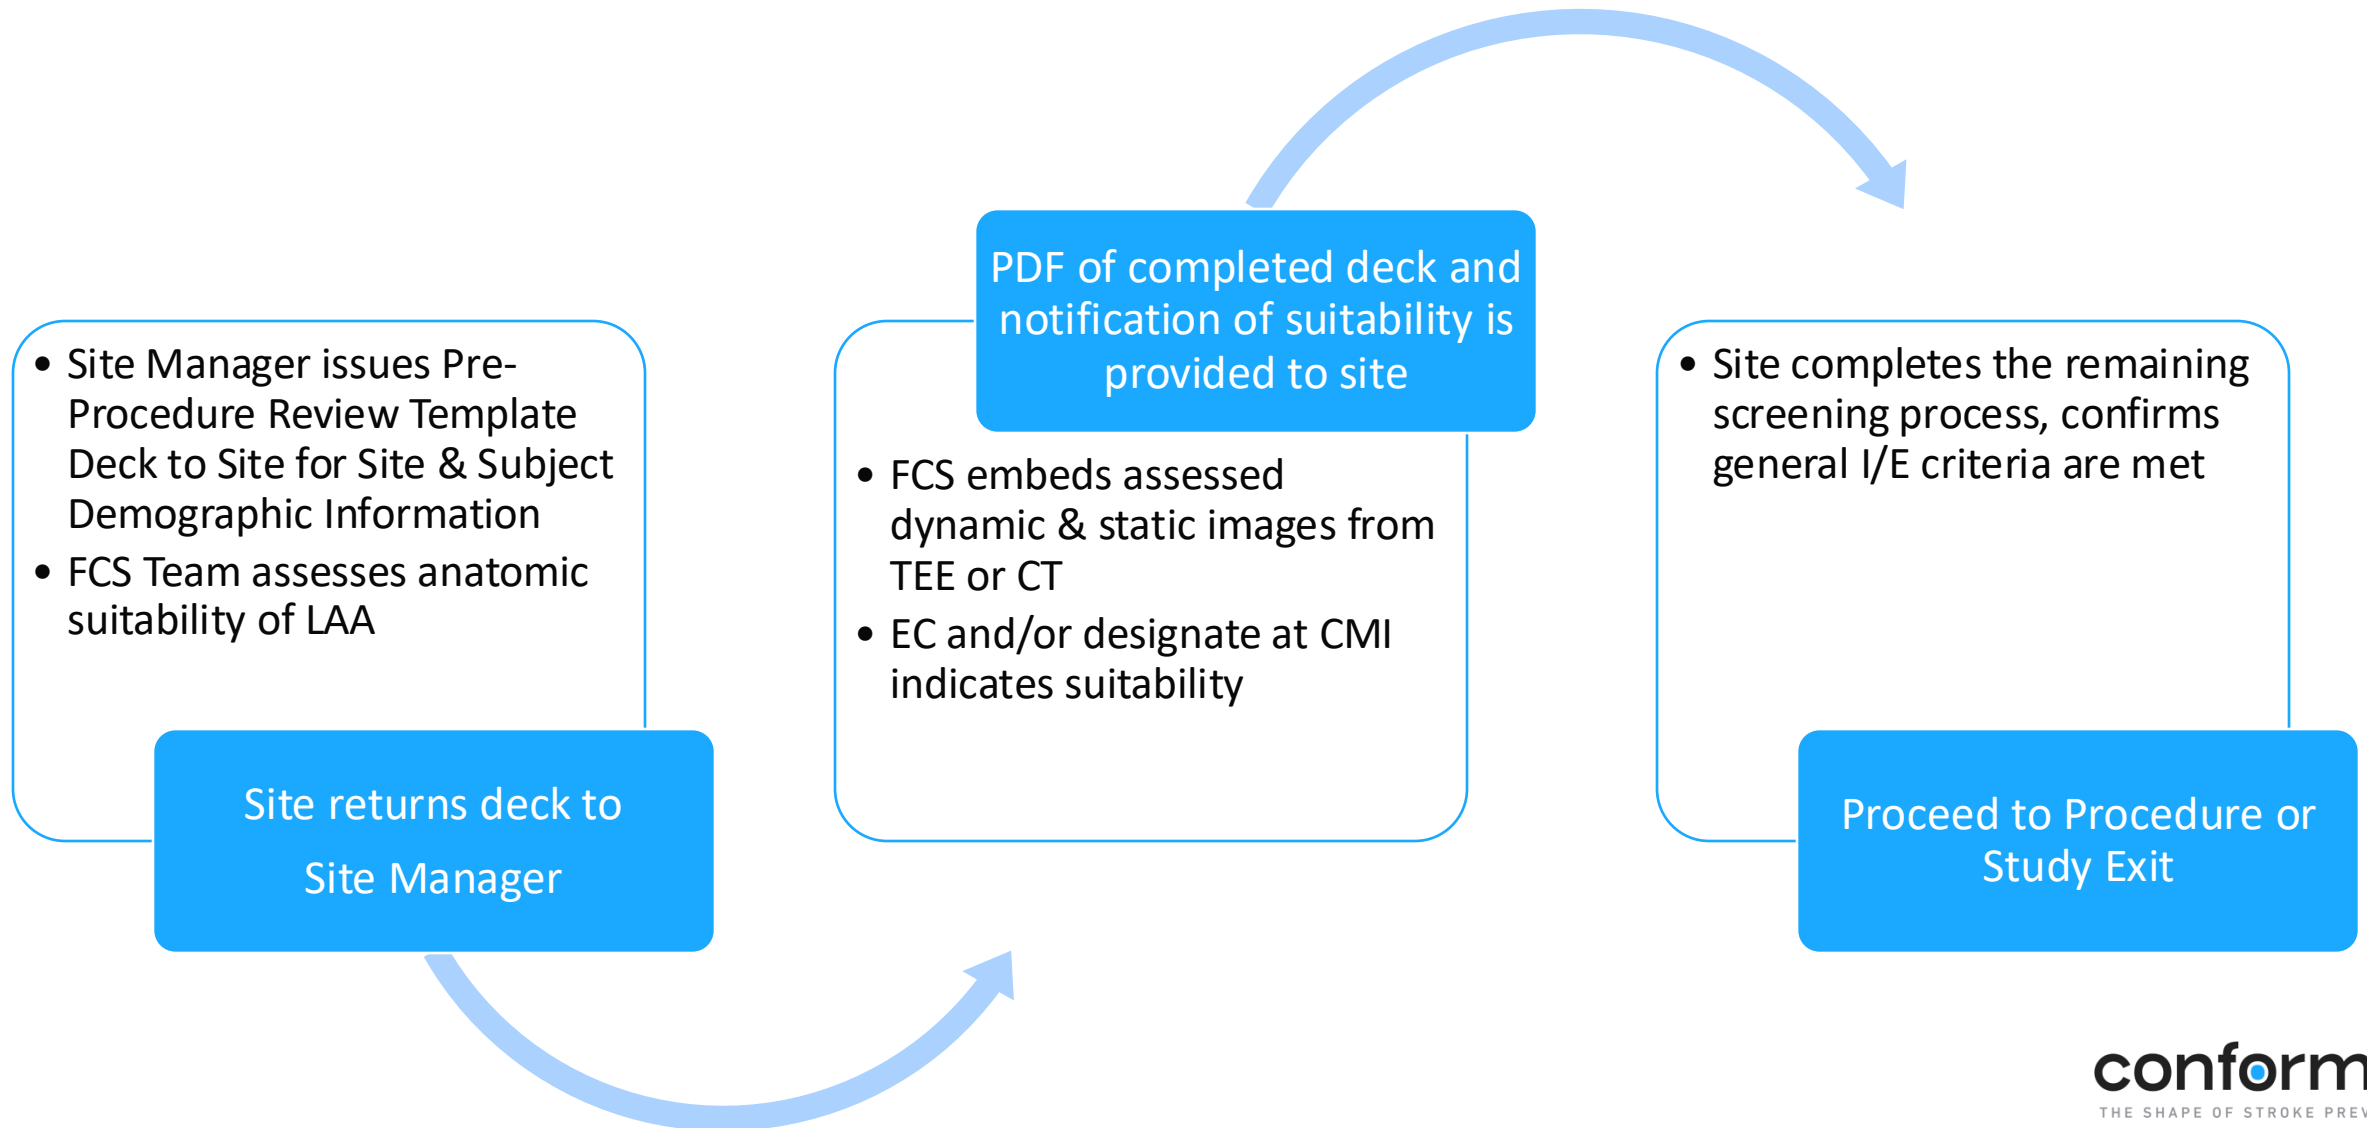 • Site Manager issues Pre-
Procedure Review Template
Deck to Site for Site & Subject
Demographic Information
• FCS Team assesses anatomic
suitability of LAA
Site returns deck to
Site Manager
PDF of completed deck and
notification of suitability is
provided to site
• FCS embeds assessed
dynamic & static images from
TEE or CT
• EC and/or designate at CMI
indicates suitability
• Site completes the remaining
screening process, confirms
general I/E criteria are met
Proceed to Procedure or
Study Exit
conform
THE SHAPE OF STROKE PREV